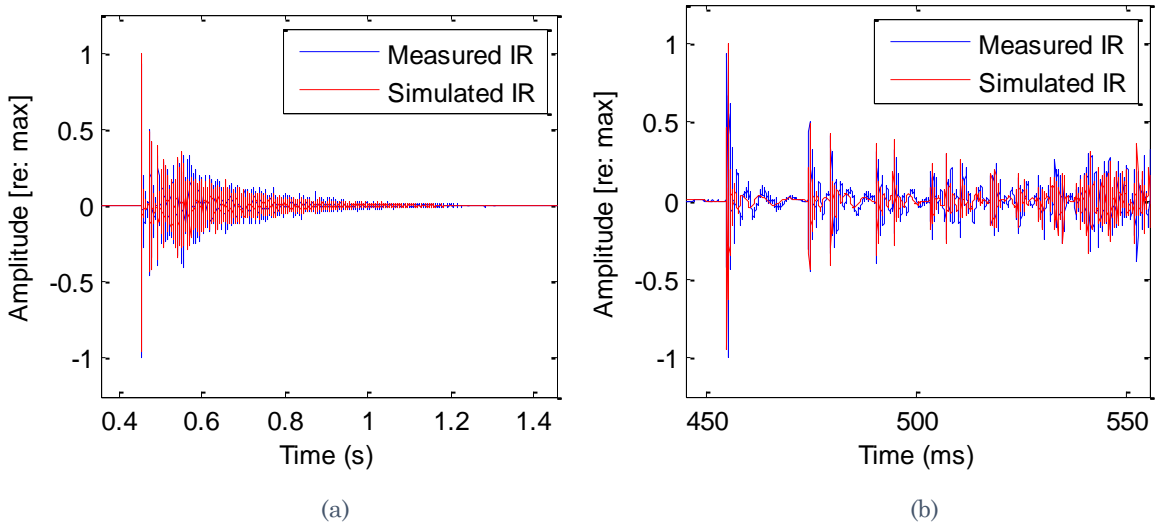 Measured IR
Simulated IR
Amplitude [re: max]
1
0.5
0
-0.5
-1
0.4
0.6
0.8
1
1.2
1.4
Time (s)
(a)
Measured IR
Simulated IR
Amplitude [re: max]
1
0.5
0
-0.5
-1
450
500
550
Time (ms)
(b)